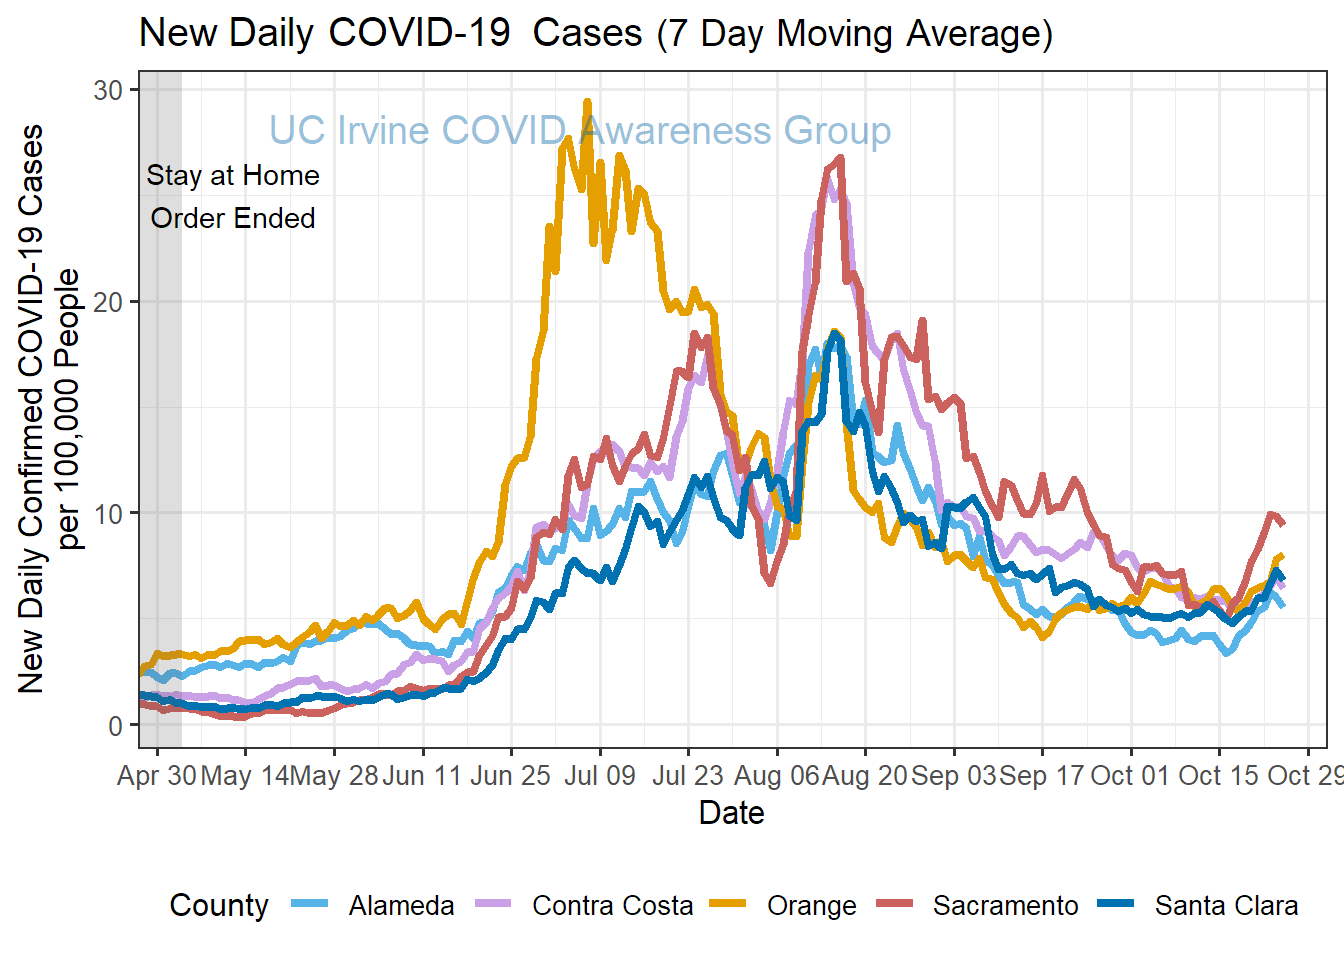 New Daily COVID-19 Cases (7 Day Moving Average)
UC Irvine COVID Awareness Group
Stay at Home
Order Ended
New Daily Confirmed COVID-19 Cases
per 100,000 People
30
20
10
0
Apr 30 May 14 May 28 Jun 11 Jun 25 Jul 09 Jul 23 Aug 06 Aug 20 Sep 03 Sep 17 Oct 01 Oct 15 Oct 29
Date
County Alameda Contra Costa Orange Sacramento Santa Clara